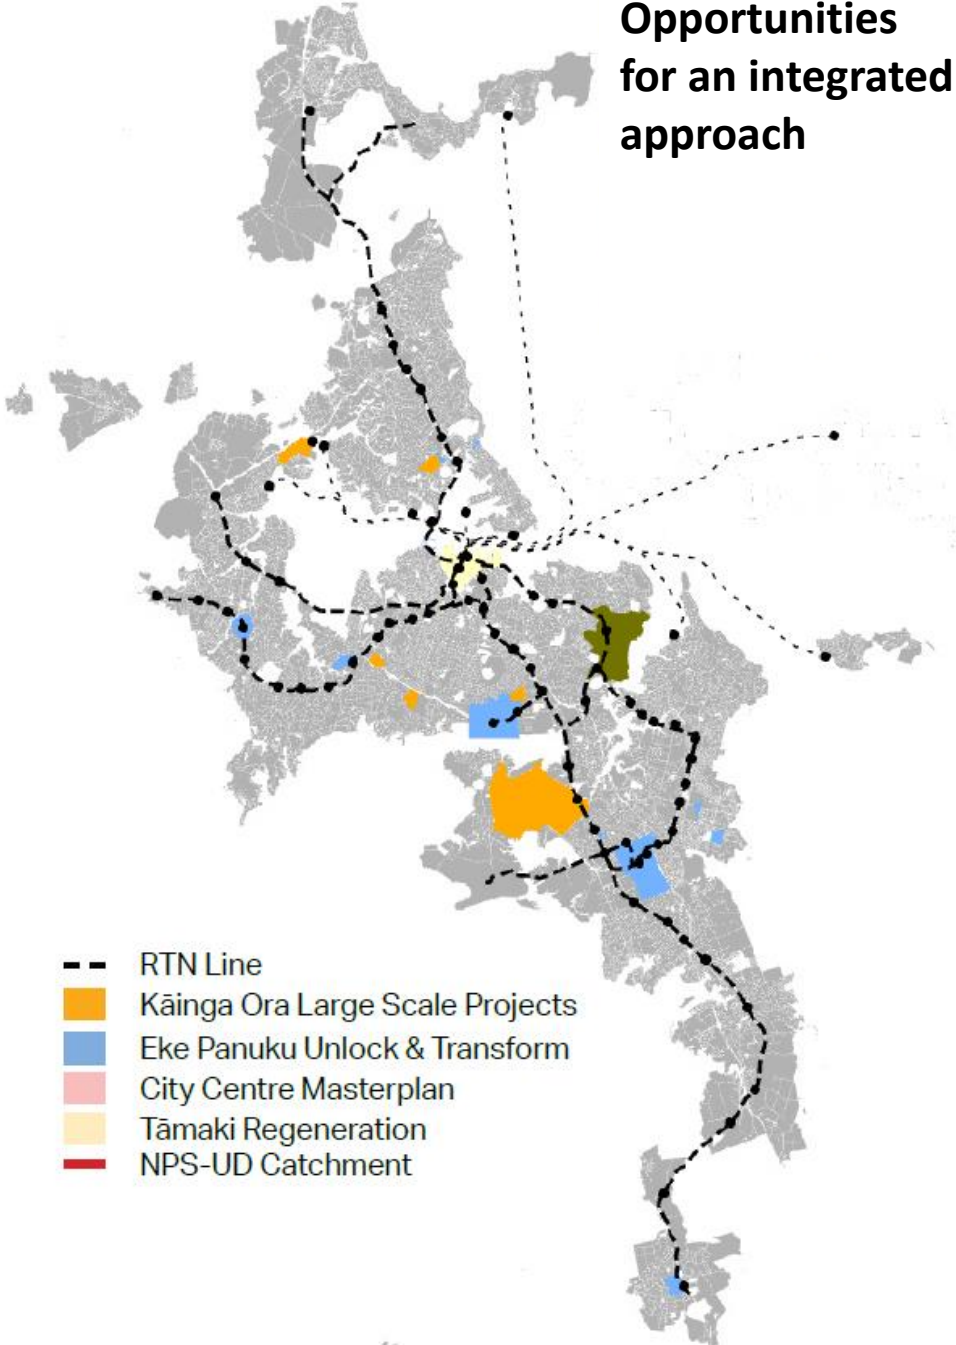 Opportunities
for an integrated
approach
RTN Line
Kāinga Ora Large Scale Projects
Eke Panuku Unlock & Transform
City Centre Masterplan
Tāmaki Regeneration
NPS-UD Catchment